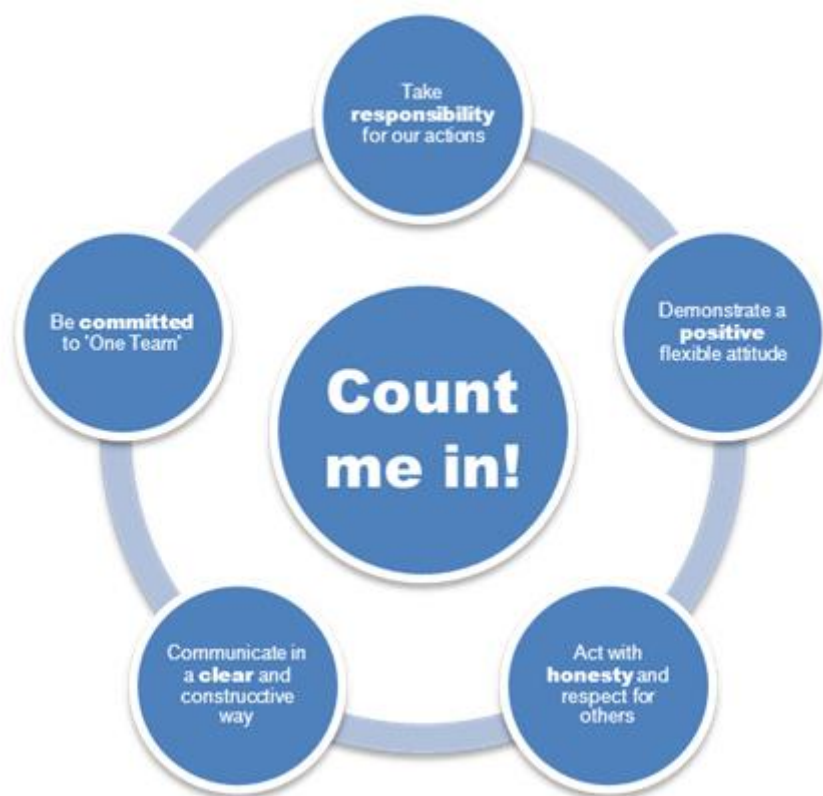 Take
responsibility
for our actions
Be committed
to 'One Team'
Demonstrate a
positive
flexible attitude
Count
me in!
Communicate in
a clear and
construcctive
way
Act with
honesty and
respect for
others